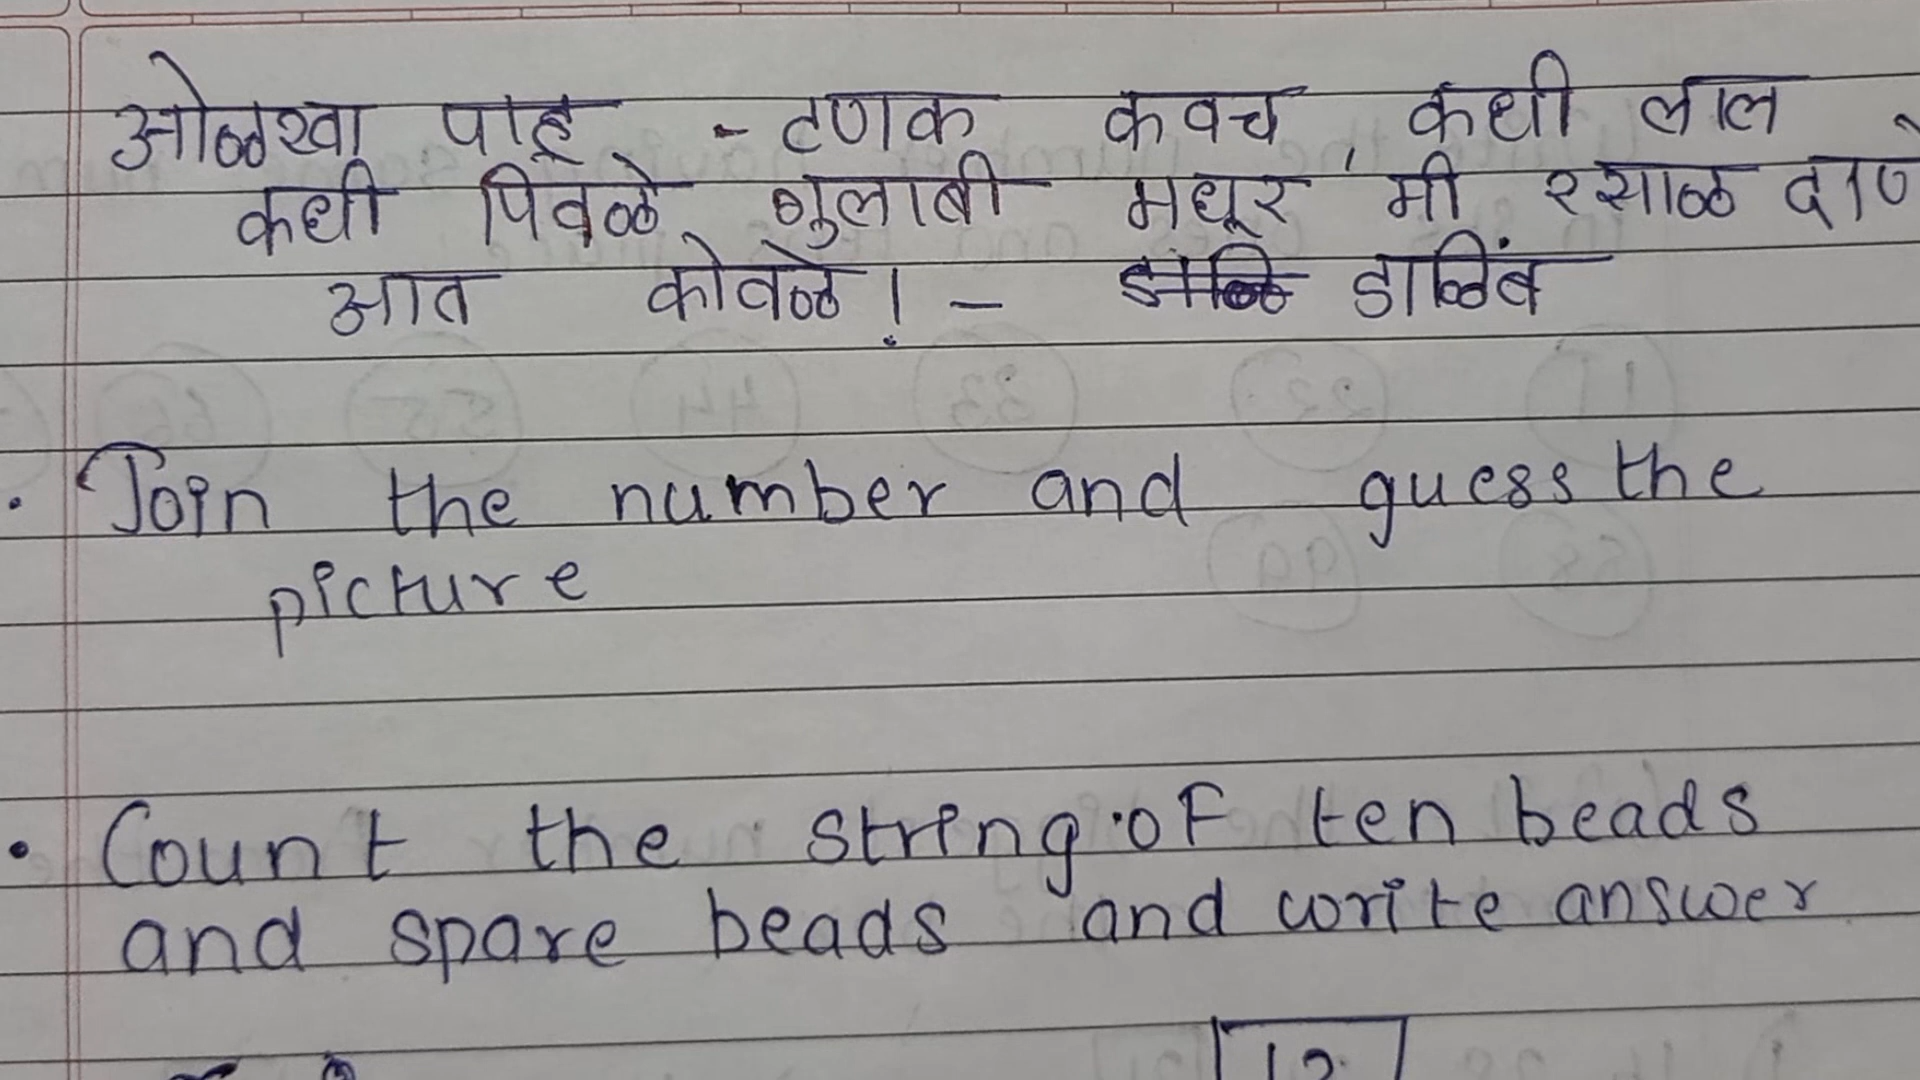 ओळखा पाहू - टणक कवच, कधी लाल
कधी पिवळे गुलाबी मधूर मी रसाळ दाणे
आत कोवळे! - डाळिंब
. Join the number and guess the
picture
• Count the string of ten beads
and spare beads and write answer
12